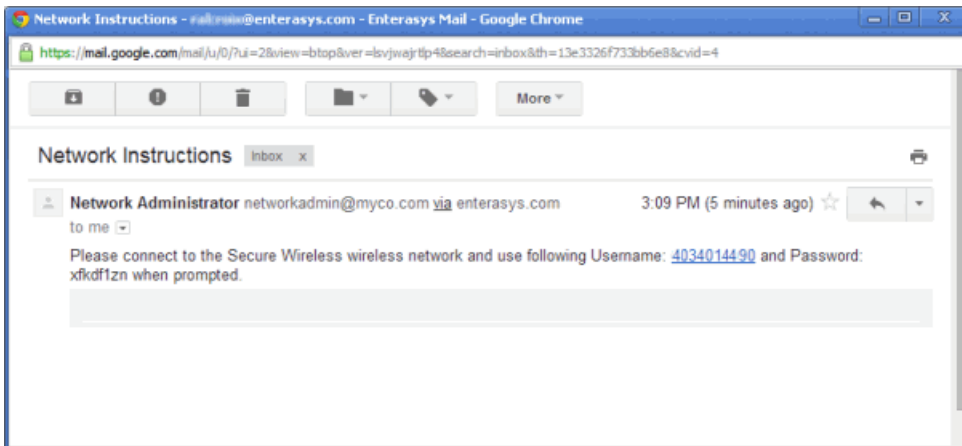 Network Instructions - @enterasys.com - Enterasys Mail - Google Chrome
https://mail.google.com/mail/u/0/?ui=2&view=btop&ver=lsvjwajrtlp4&search=inbox&th=13e3326f733bb6e8&cvid=4
More
Network Instructions Inbox x
Network Administrator networkadmin@myco.com via enterasys.com 3:09 PM (5 minutes ago)
to me
Please connect to the Secure Wireless wireless network and use following Username: 4034014490 and Password:
xfkdf1zn when prompted.